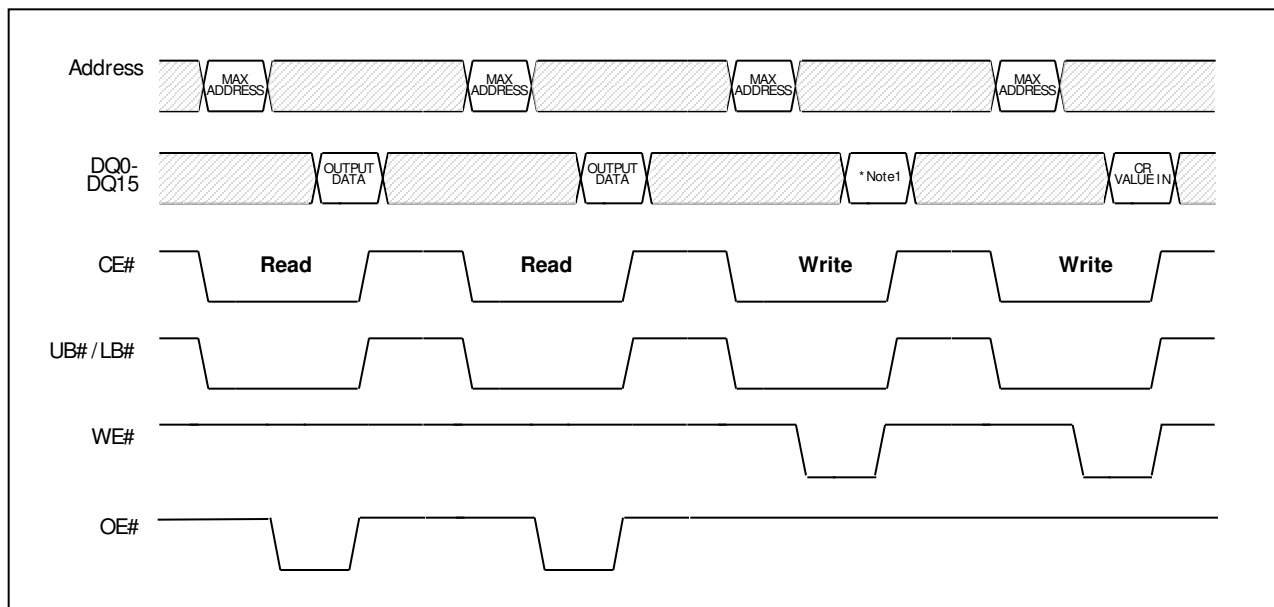 Address
MAX
ADDRESS
MAX
ADDRESS
MAX
ADDRESS
MAX
ADDRESS
DQ0-
DQ15
OUTPUT
DATA
OUTPUT
DATA
*Note1
CR
VALUE IN
CE#
Read
Read
Write
Write
UB# / LB#
WE#
OE#